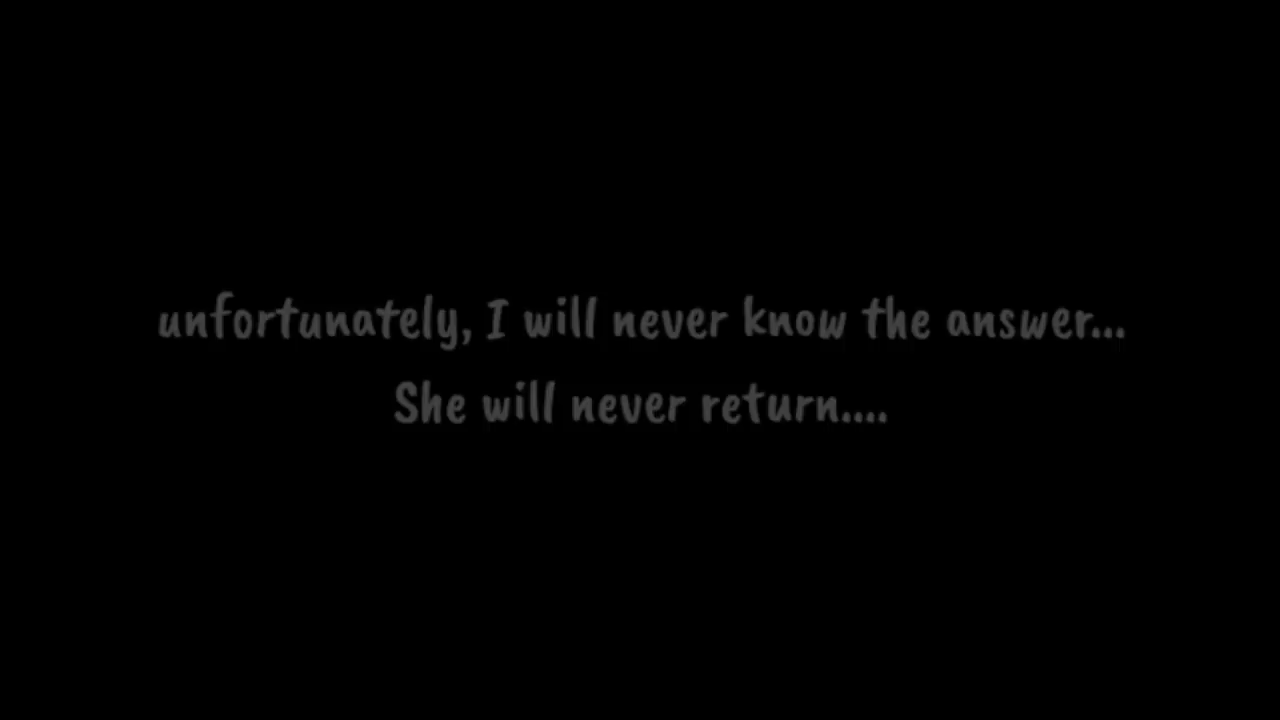 unfortunately, I will never know the answer...
She will never return....